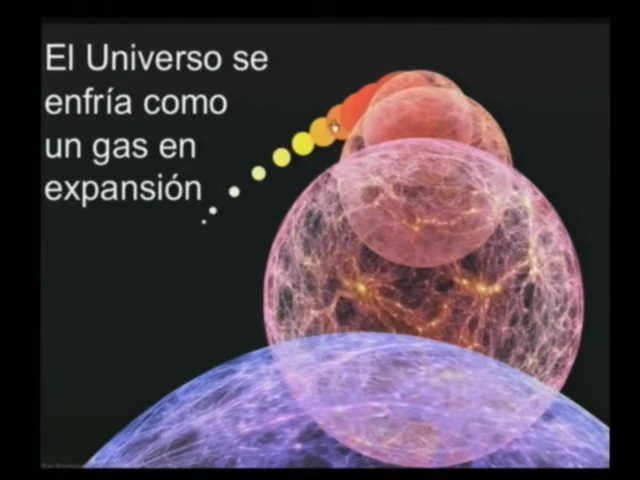 El Universo se
enfría como
un gas en
expansión